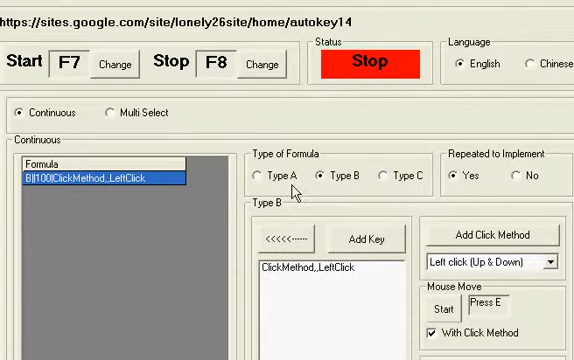 https://sites.google.com/site/lonely26site/home/autokey14
Start F7 Change Stop F8 Change
Status
Stop
Language
English Chinese
Continuous Multi Select
Continuous
Formula
B||100|ClickMethod,,LeftClick
Type of Formula
Type A Type B Type C
Repeated to Implement
Yes No
Type B
<<<<<----- Add Key
ClickMethod,,LeftClick
Add Click Method
Left click (Up & Down)
Mouse Move
Start Press E
With Click Method